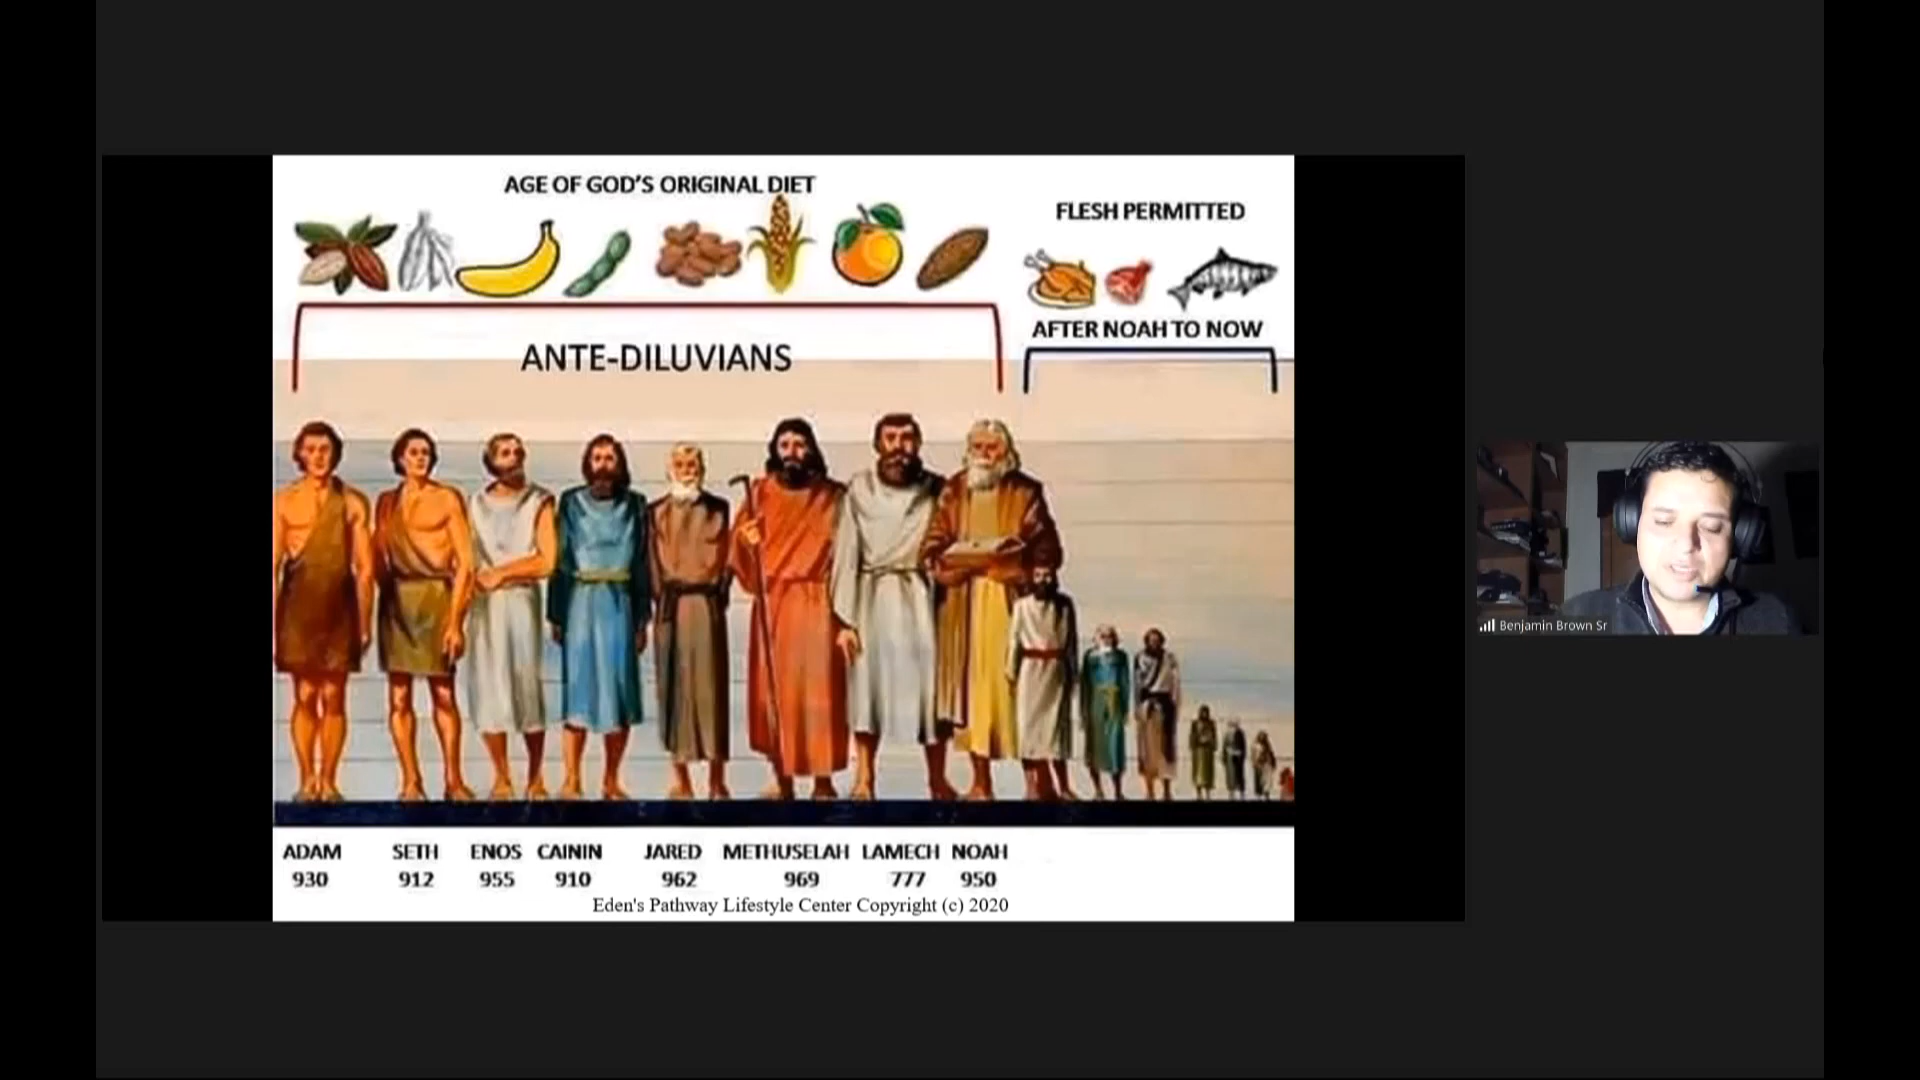 AGE OF GOD'S ORIGINAL DIET
FLESH PERMITTED
AFTER NOAH TO NOW
ANTE-DILUVIANS
ADAM SETH ENOS CAININ JARED METHUSELAH LAMECH NOAH
930 912 955 910 962 969 777 950
Eden's Pathway Lifestyle Center Copyright (c) 2020
Benjamin Brown Sr